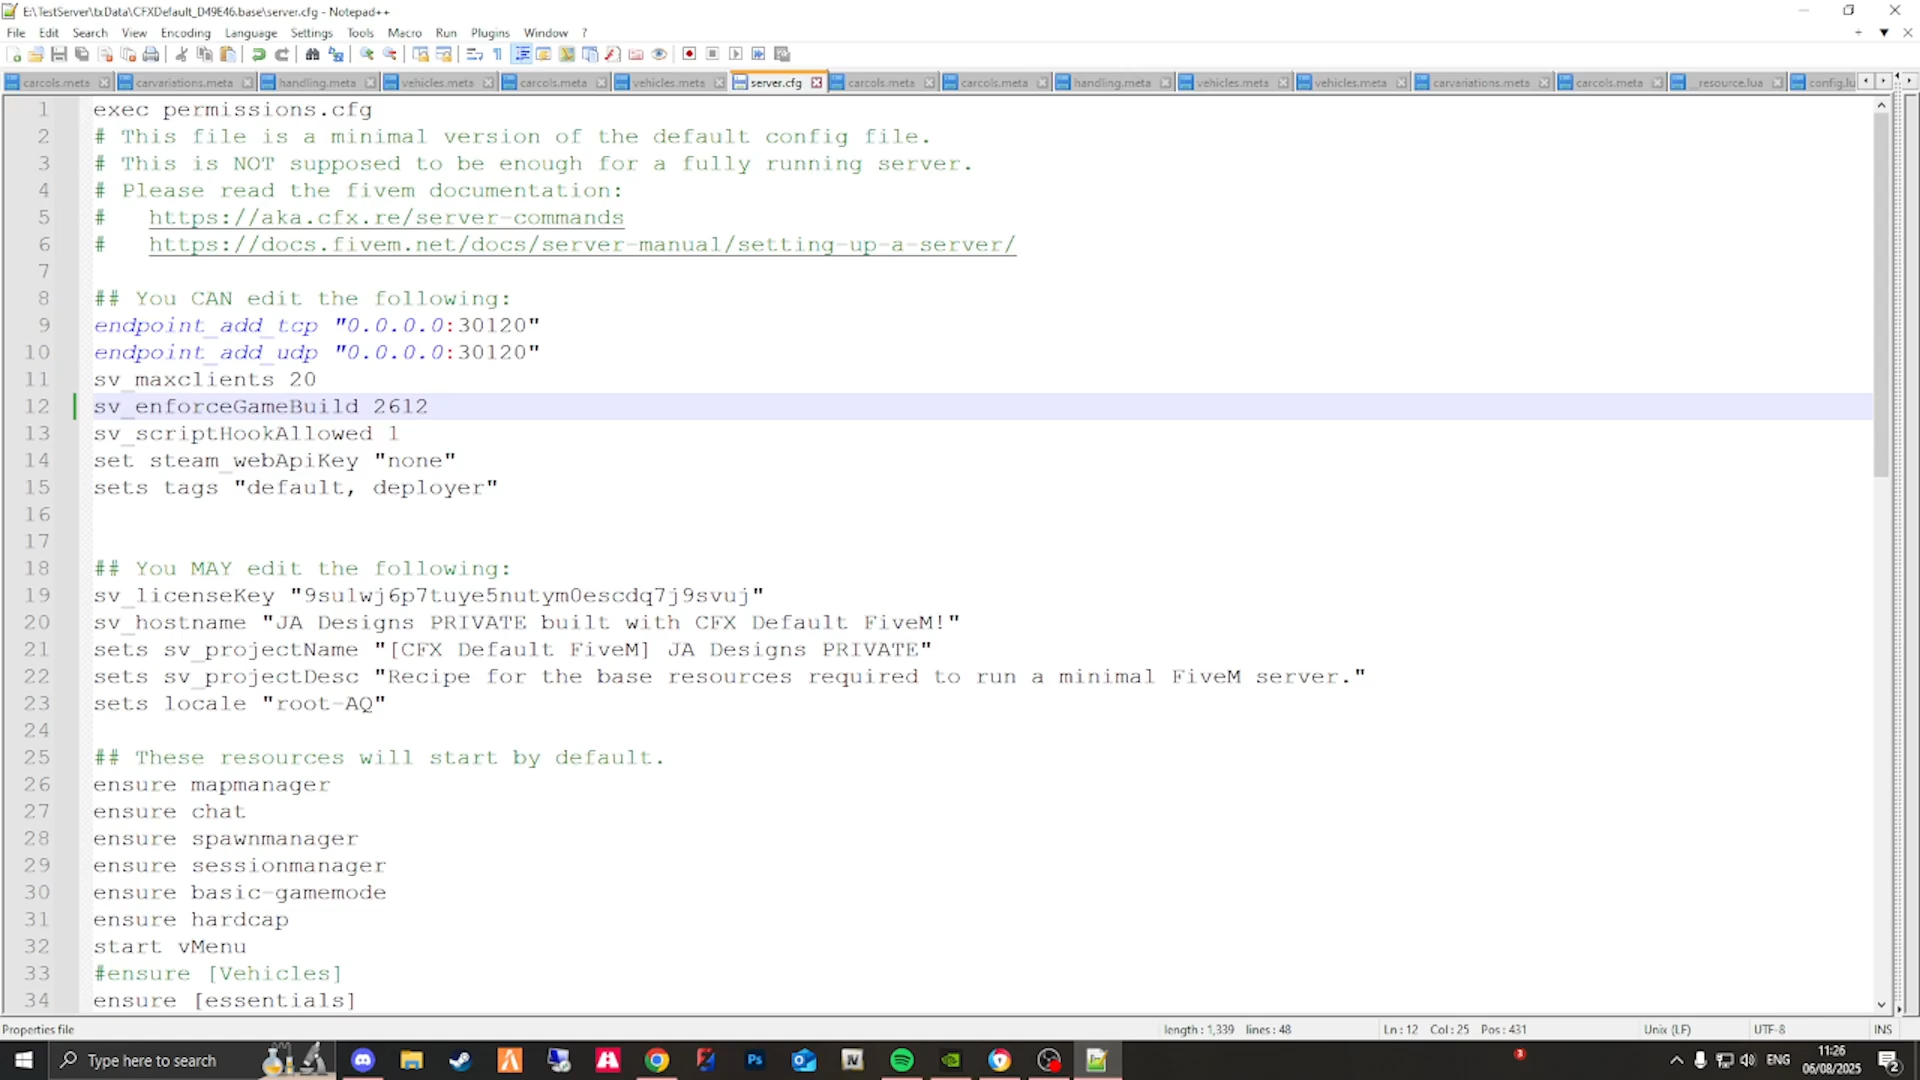 E:\TestServer\txData\CFXDefault_D49E46.base\server.cfg - Notepad++
File Edit Search View Encoding Language Settings Tools Macro Run Plugins Window ?
carcols.meta carvariations.meta handling.meta vehicles.meta carcols.meta vehicles.meta server.cfg carcols.meta carcols.meta handling.meta vehicles.meta vehicles.meta carvariations.meta carcols.meta _resource.lua config.lu
1 exec permissions.cfg
2 # This file is a minimal version of the default config file.
3 # This is NOT supposed to be enough for a fully running server.
4 # Please read the fivem documentation:
5 # https://aka.cfx.re/server-commands
6 # https://docs.fivem.net/docs/server-manual/setting-up-a-server/
7
8 ## You CAN edit the following:
9 endpoint_add_tcp "0.0.0.0:30120"
10 endpoint_add_udp "0.0.0.0:30120"
11 sv_maxclients 20
12 sv_enforceGameBuild 2612
13 sv_scriptHookAllowed 1
14 set steam_webApiKey "none"
15 sets tags "default, deployer"
16
17
18 ## You MAY edit the following:
19 sv_licenseKey "9sulwj6p7tuye5nutym0escdq7j9svuj"
20 sv_hostname "JA Designs PRIVATE built with CFX Default FiveM!"
21 sets sv_projectName "[CFX Default FiveM] JA Designs PRIVATE"
22 sets sv_projectDesc "Recipe for the base resources required to run a minimal FiveM server."
23 sets locale "root-AQ"
24
25 ## These resources will start by default.
26 ensure mapmanager
27 ensure chat
28 ensure spawnmanager
29 ensure sessionmanager
30 ensure basic-gamemode
31 ensure hardcap
32 start vMenu
33 #ensure [Vehicles]
34 ensure [essentials]
Properties file length : 1,339 lines : 48 Ln : 12 Col : 25 Pos : 431 Unix (LF) UTF-8 INS
Type here to search Ps IV 3 ENG 11:26 2
06/08/2025